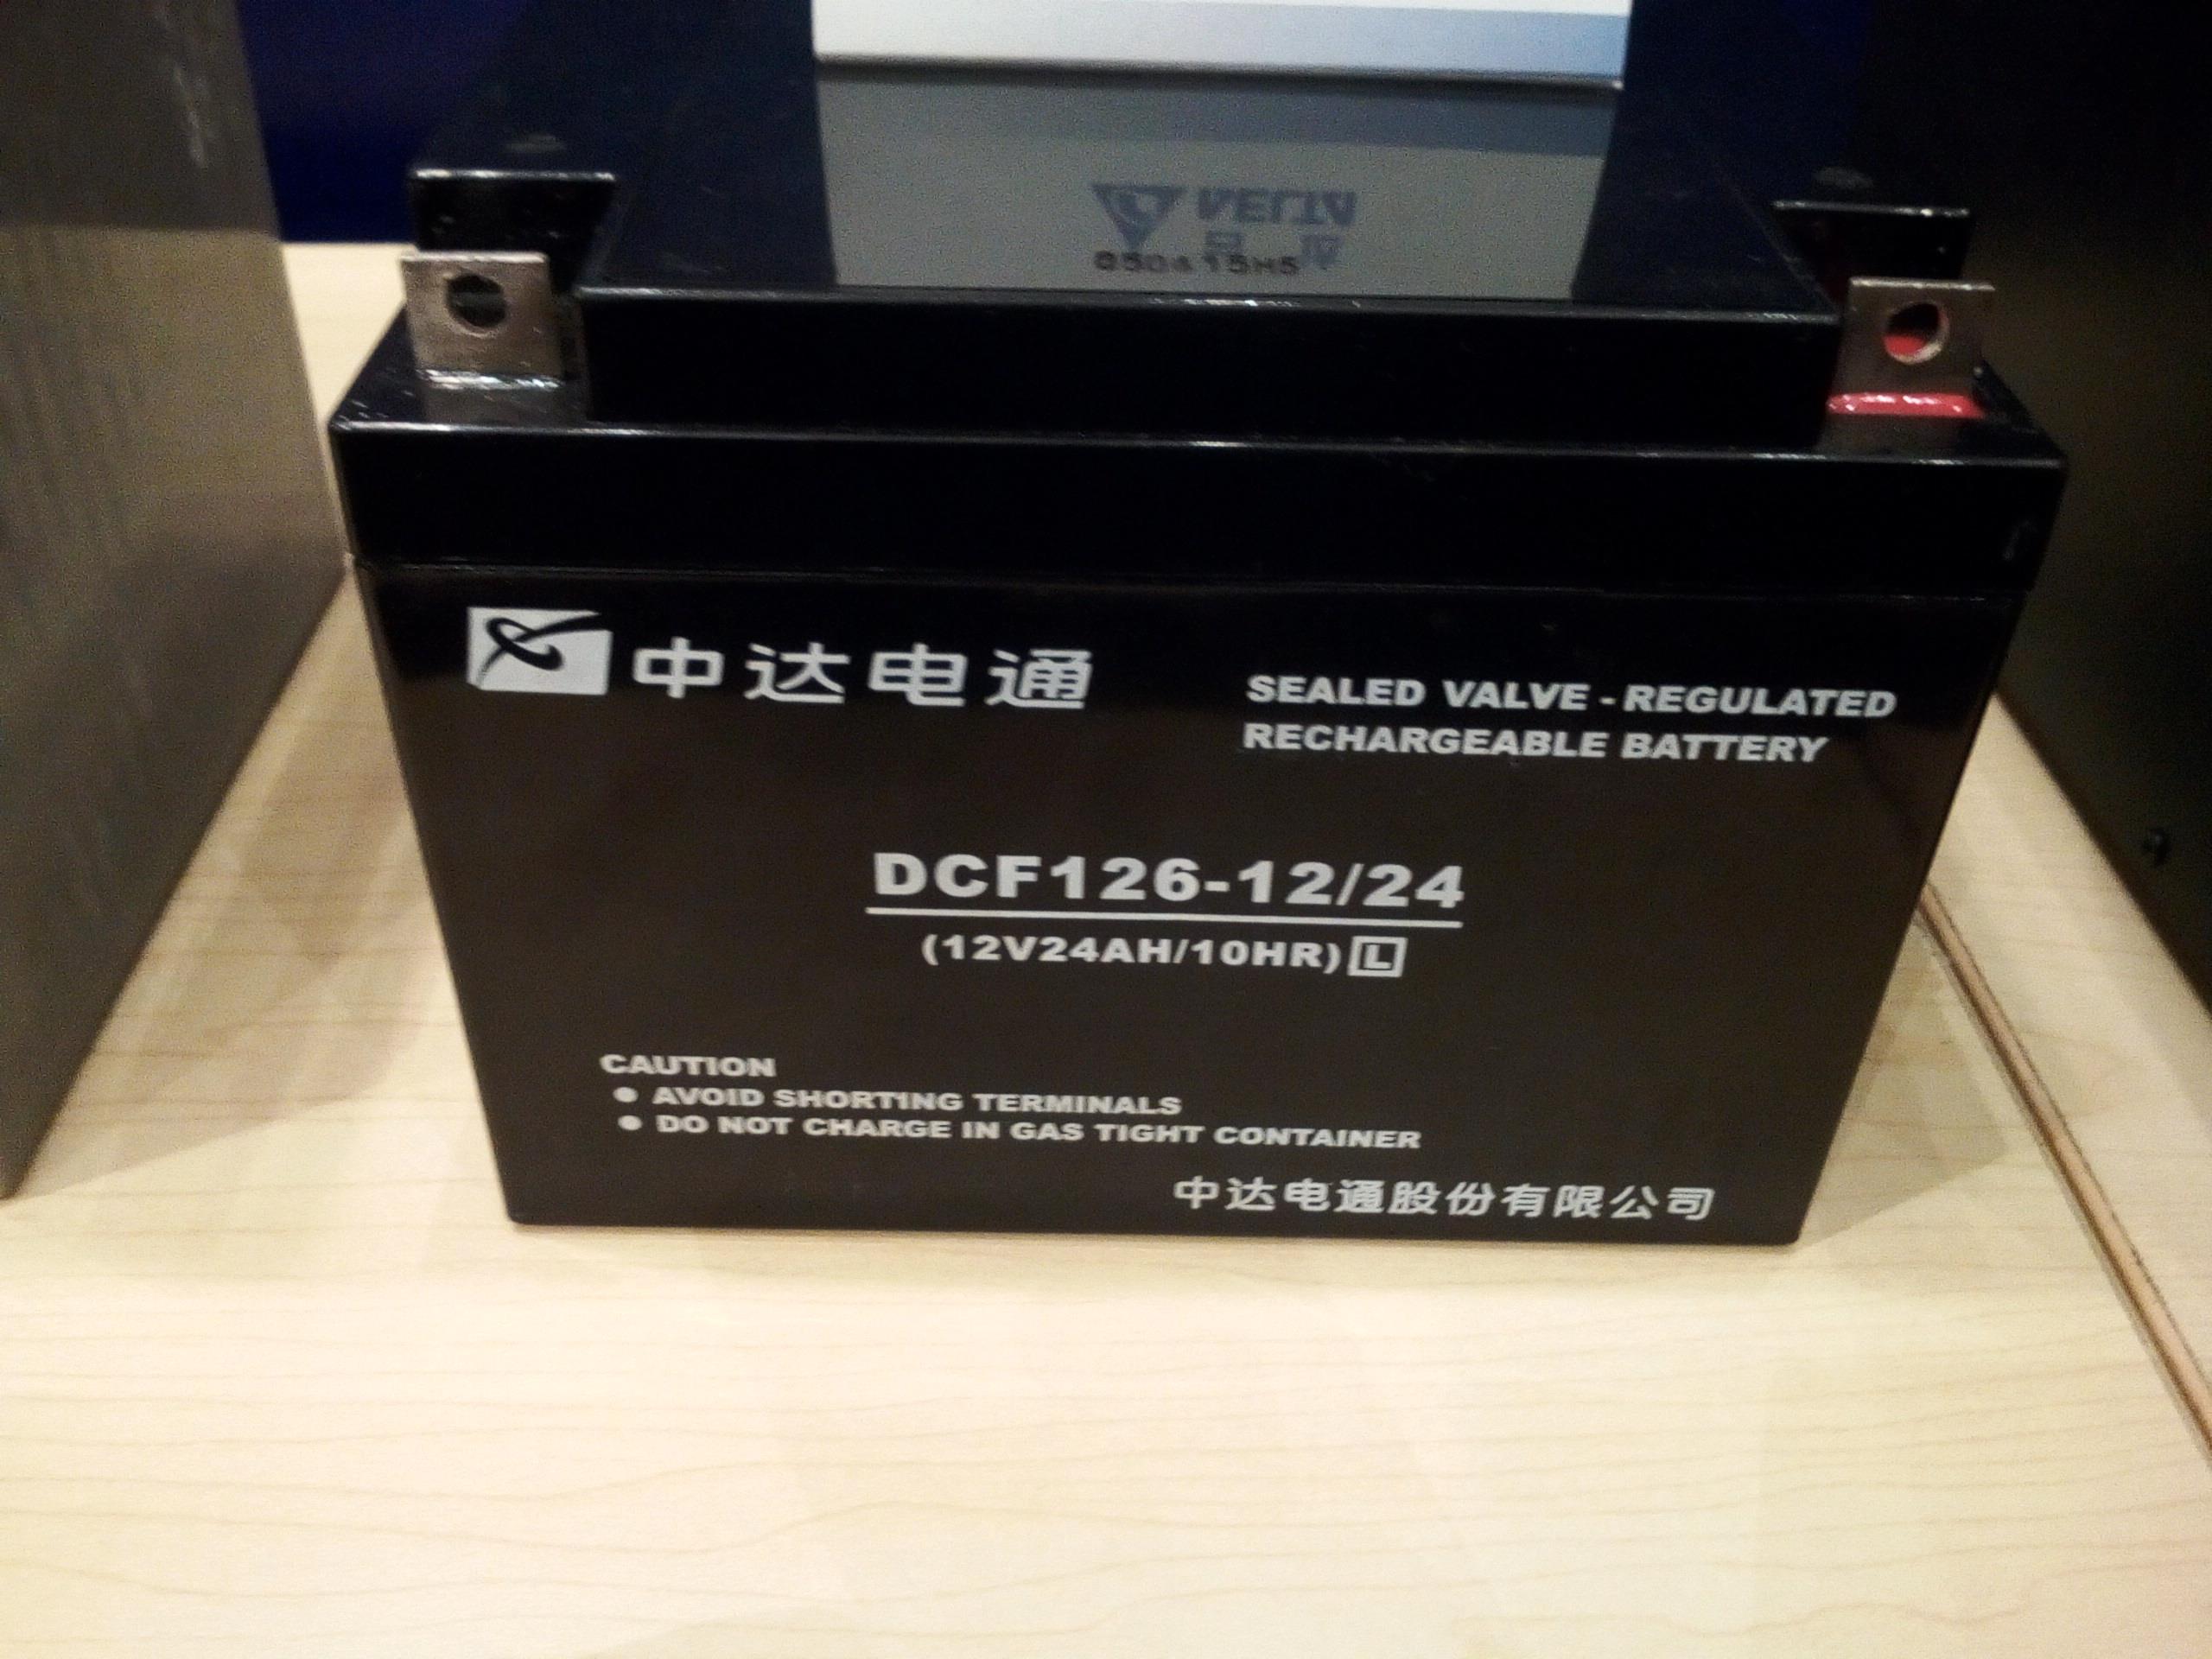 中达电通
SEALED VALVE-REGULATED
RECHARGEABLE BATTERY
DCF126-12/24
(12V24AH/10HR) L
CAUTION
● AVOID SHORTING TERMINALS
● DO NOT CHARGE IN GAS TIGHT CONTAINER
中达电通股份有限公司